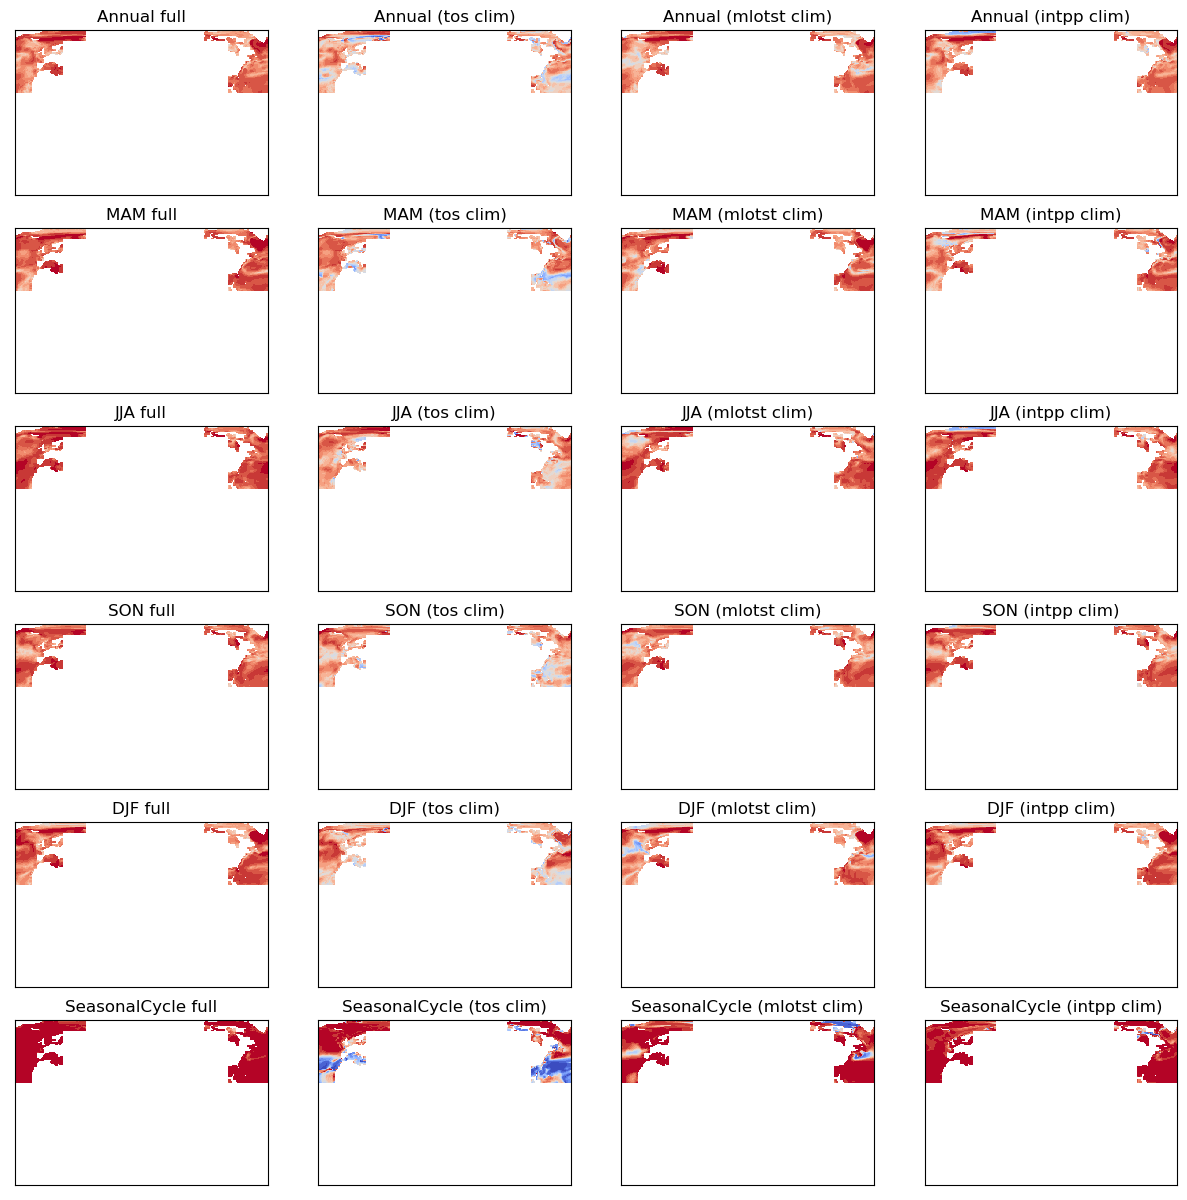 Annual full
Annual (tos clim)
Annual (mlotst clim)
Annual (intpp clim)
MAM full
MAM (tos clim)
MAM (mlotst clim)
MAM (intpp clim)
JJA full
JJA (tos clim)
JJA (mlotst clim)
JJA (intpp clim)
SON full
SON (tos clim)
SON (mlotst clim)
SON (intpp clim)
DJF full
DJF (tos clim)
DJF (mlotst clim)
DJF (intpp clim)
SeasonalCycle full
SeasonalCycle (tos clim)
SeasonalCycle (mlotst clim)
SeasonalCycle (intpp clim)